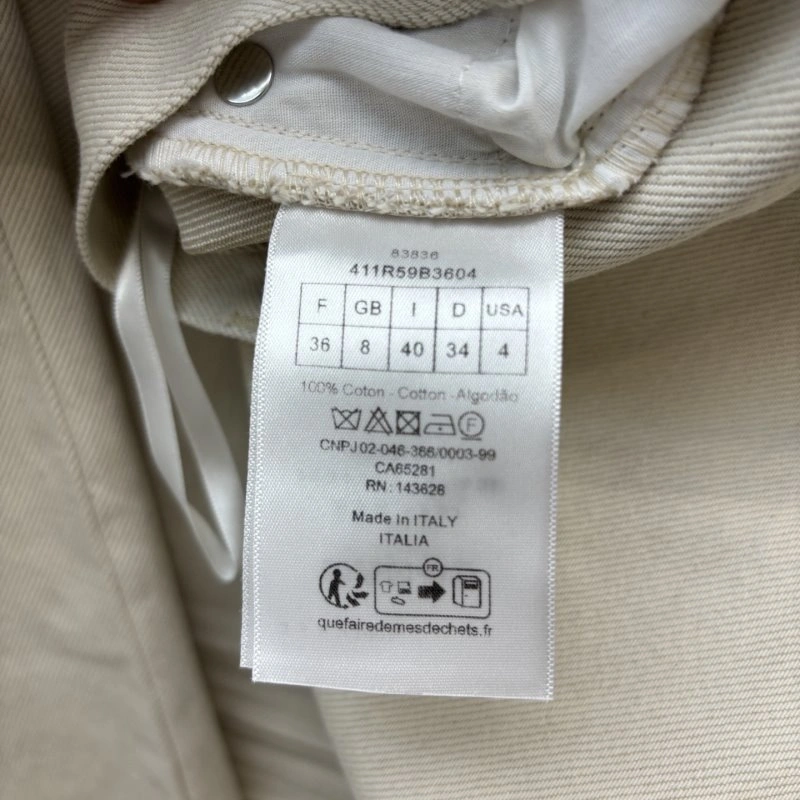 83836
411R59B3604
F GB I D USA
36 8 40 34 4
100% Coton - Cotton - Algodão
F
CNPJ 02-046-366/0003-99
CA65281
RN : 143628
Made in ITALY
ITALIA
FR
quefairedemesdechets.fr